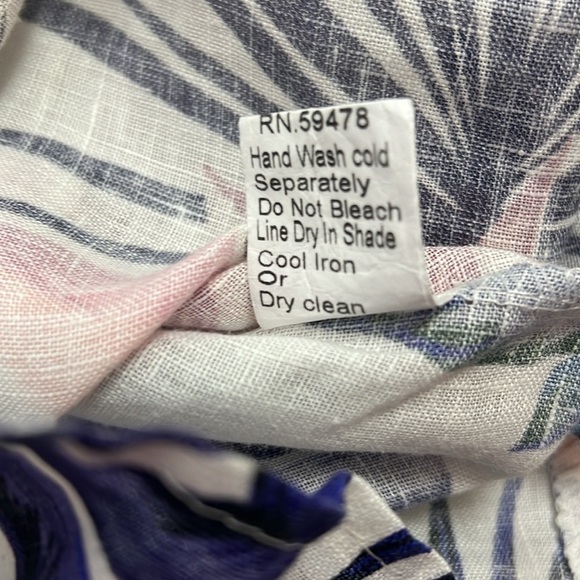 RN.59478
Hand Wash cold
Separately
Do Not Bleach
Line Dry In Shade
Cool Iron
Or
Dry clean